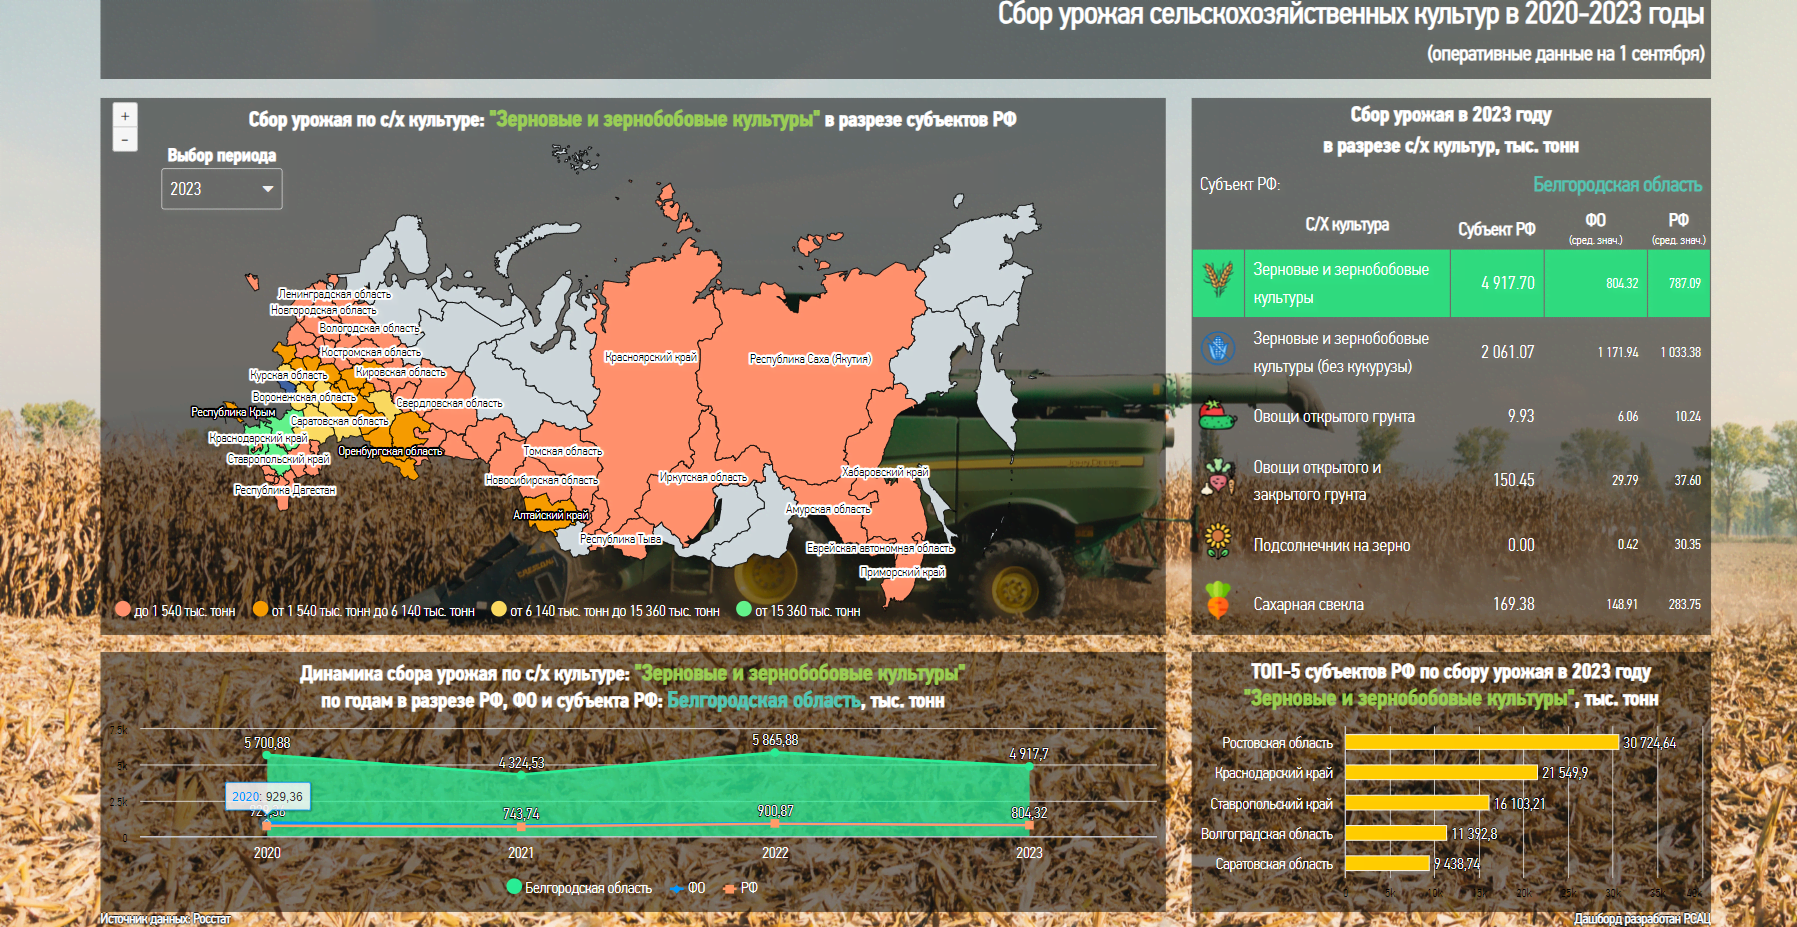 Сбор урожая сельскохозяйственных культур в 2020-2023 годы
(оперативные данные на 1 сентября)
+
−
Сбор урожая по с/х культуре: "Зерновые и зернобобовые культуры" в разрезе субъектов РФ
Выбор периода
2023
Ленинградская область
Новгородская область
Вологодская область
Костромская область
Кировская область
Курская область
Воронежская область
Свердловская область
Республика Крым
Саратовская область
Краснодарский край
Оренбургская область
Ставропольский край
Республика Дагестан
Красноярский край
Республика Саха (Якутия)
Томская область
Новосибирская область
Иркутская область
Хабаровский край
Алтайский край
Амурская область
Республика Тыва
Еврейская автономная область
Приморский край
до 1 540 тыс. тонн
от 1 540 тыс. тонн до 6 140 тыс. тонн
от 6 140 тыс. тонн до 15 360 тыс. тонн
от 15 360 тыс. тонн
Сбор урожая в 2023 году
в разрезе с/х культур, тыс. тонн
Субъект РФ: Белгородская область
С/Х культура Субъект РФ ФО (сред. знач.) РФ (сред. знач.)
Зерновые и зернобобовые
культуры 4 917.70 804.32 787.09
Зерновые и зернобобовые
культуры (без кукурузы) 2 061.07 1 171.94 1 033.38
Овощи открытого грунта 9.93 6.06 10.24
Овощи открытого и
закрытого грунта 150.45 29.79 37.60
Подсолнечник на зерно 0.00 0.42 30.35
Сахарная свекла 169.38 148.91 283.75
Динамика сбора урожая по с/х культуре: "Зерновые и зернобобовые культуры"
по годам в разрезе РФ, ФО и субъекта РФ: Белгородская область, тыс. тонн
7.5k
5k
2.5k
0
5 700,88
4 324,53
5 865,88
4 917,7
2020: 929,36
743,74
900,87
804,32
2020 2021 2022 2023
Белгородская область ФО РФ
ТОП-5 субъектов РФ по сбору урожая в 2023 году
"Зерновые и зернобобовые культуры", тыс. тонн
Ростовская область 30 724,64
Краснодарский край 21 549,9
Ставропольский край 16 103,21
Волгоградская область 11 392,8
Саратовская область 9 438,74
0 5k 10k 15k 20k 25k 30k 35k 40k
Источник данных: Росстат
Дашборд разработан РСАЦ